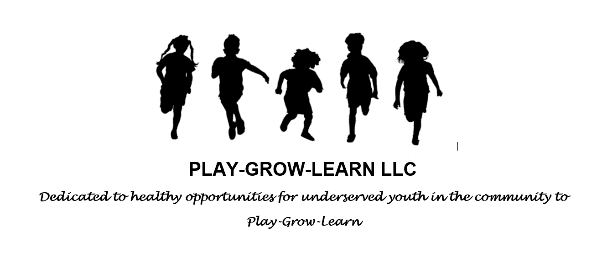 PLAY-GROW-LEARN LLC
Dedicated to healthy opportunities for underserved youth in the community to
Play-Grow-Learn